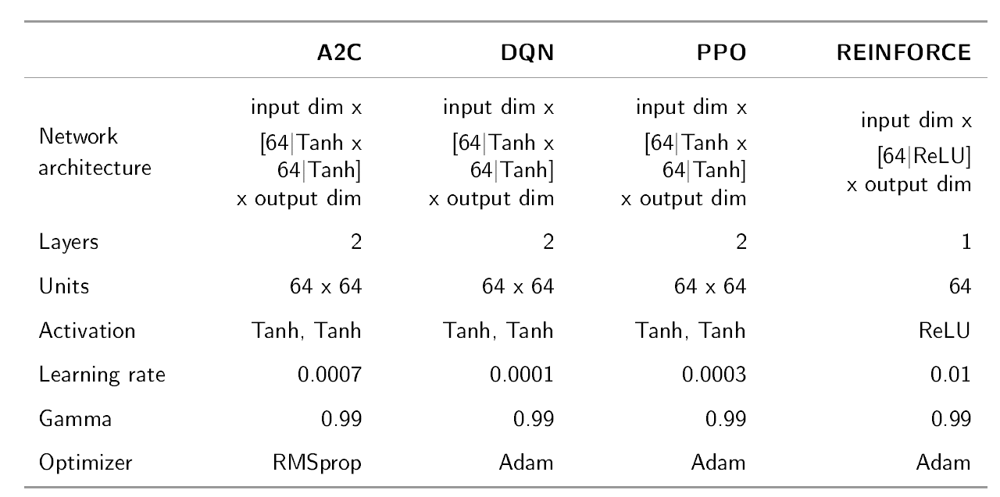 A2C DQN PPO REINFORCE
Network architecture
input dim x [64|Tanh x 64|Tanh] x output dim
input dim x [64|Tanh x 64|Tanh] x output dim
input dim x [64|Tanh x 64|Tanh] x output dim
input dim x [64|ReLU] x output dim
Layers 2 2 2 1
Units 64 x 64 64 x 64 64 x 64 64
Activation Tanh, Tanh Tanh, Tanh Tanh, Tanh ReLU
Learning rate 0.0007 0.0001 0.0003 0.01
Gamma 0.99 0.99 0.99 0.99
Optimizer RMSprop Adam Adam Adam